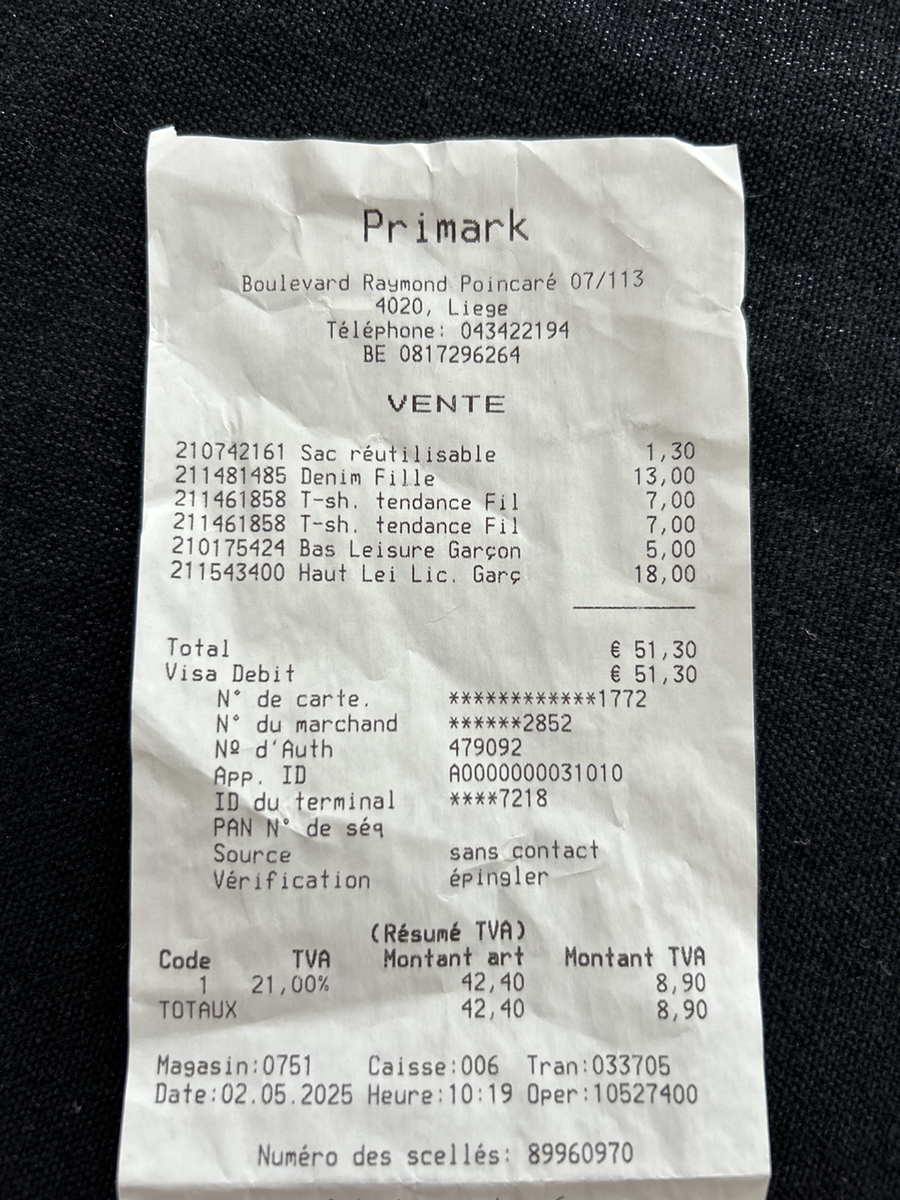 Primark
Boulevard Raymond Poincaré 07/113
4020, Liege
Téléphone: 043422194
BE 0817296264
VENTE
210742161 Sac réutilisable 1,30
211481485 Denim Fille 13,00
211461858 T-sh. tendance Fil 7,00
211461858 T-sh. tendance Fil 7,00
210175424 Bas Leisure Garçon 5,00
211543400 Haut Lei Lic. Garç 18,00
Total € 51,30
Visa Debit € 51,30
N° de carte. ************1772
N° du marchand ******2852
Nº d'Auth 479092
App. ID A0000000031010
ID du terminal ****7218
PAN N° de séq
Source sans contact
Vérification épingler
(Résumé TVA)
Code TVA Montant art Montant TVA
1 21,00% 42,40 8,90
TOTAUX 42,40 8,90
Magasin:0751 Caisse:006 Tran:033705
Date:02.05.2025 Heure:10:19 Oper:10527400
Numéro des scellés: 89960970